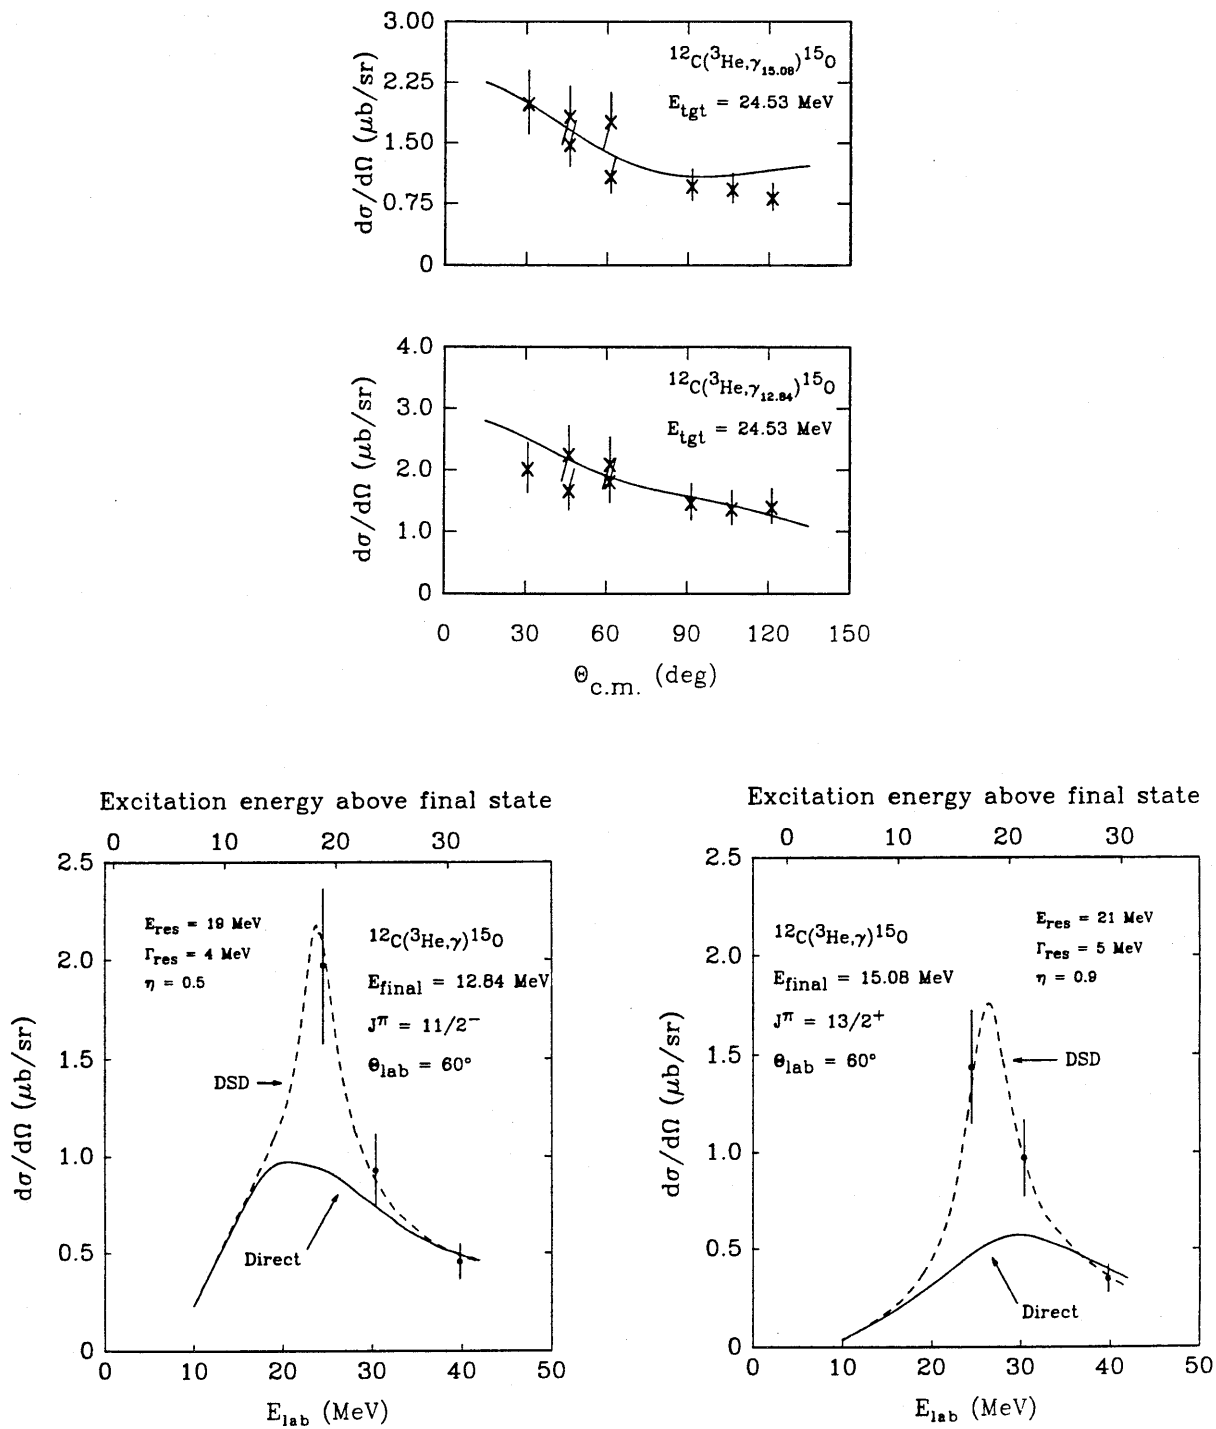 3.00
2.25
1.50
0.75
0
dσ/dΩ (μb/sr)
¹²C(³He,γ₁₅.₀₈)¹⁵O
E_tgt = 24.53 MeV
4.0
3.0
2.0
1.0
0
dσ/dΩ (μb/sr)
¹²C(³He,γ₁₂.₈₄)¹⁵O
E_tgt = 24.53 MeV
0 30 60 90 120 150
Θ_c.m. (deg)
Excitation energy above final state
0 10 20 30
2.5
2.0
1.5
1.0
0.5
0
dσ/dΩ (μb/sr)
E_res = 19 MeV
Γ_res = 4 MeV
η = 0.5
¹²C(³He,γ)¹⁵O
E_final = 12.84 MeV
J^π = 11/2⁻
Θ_lab = 60°
DSD
Direct
0 10 20 30 40 50
E_lab (MeV)
Excitation energy above final state
0 10 20 30
2.5
2.0
1.5
1.0
0.5
0
dσ/dΩ (μb/sr)
¹²C(³He,γ)¹⁵O
E_final = 15.08 MeV
J^π = 13/2⁺
Θ_lab = 60°
E_res = 21 MeV
Γ_res = 5 MeV
η = 0.9
DSD
Direct
0 10 20 30 40 50
E_lab (MeV)